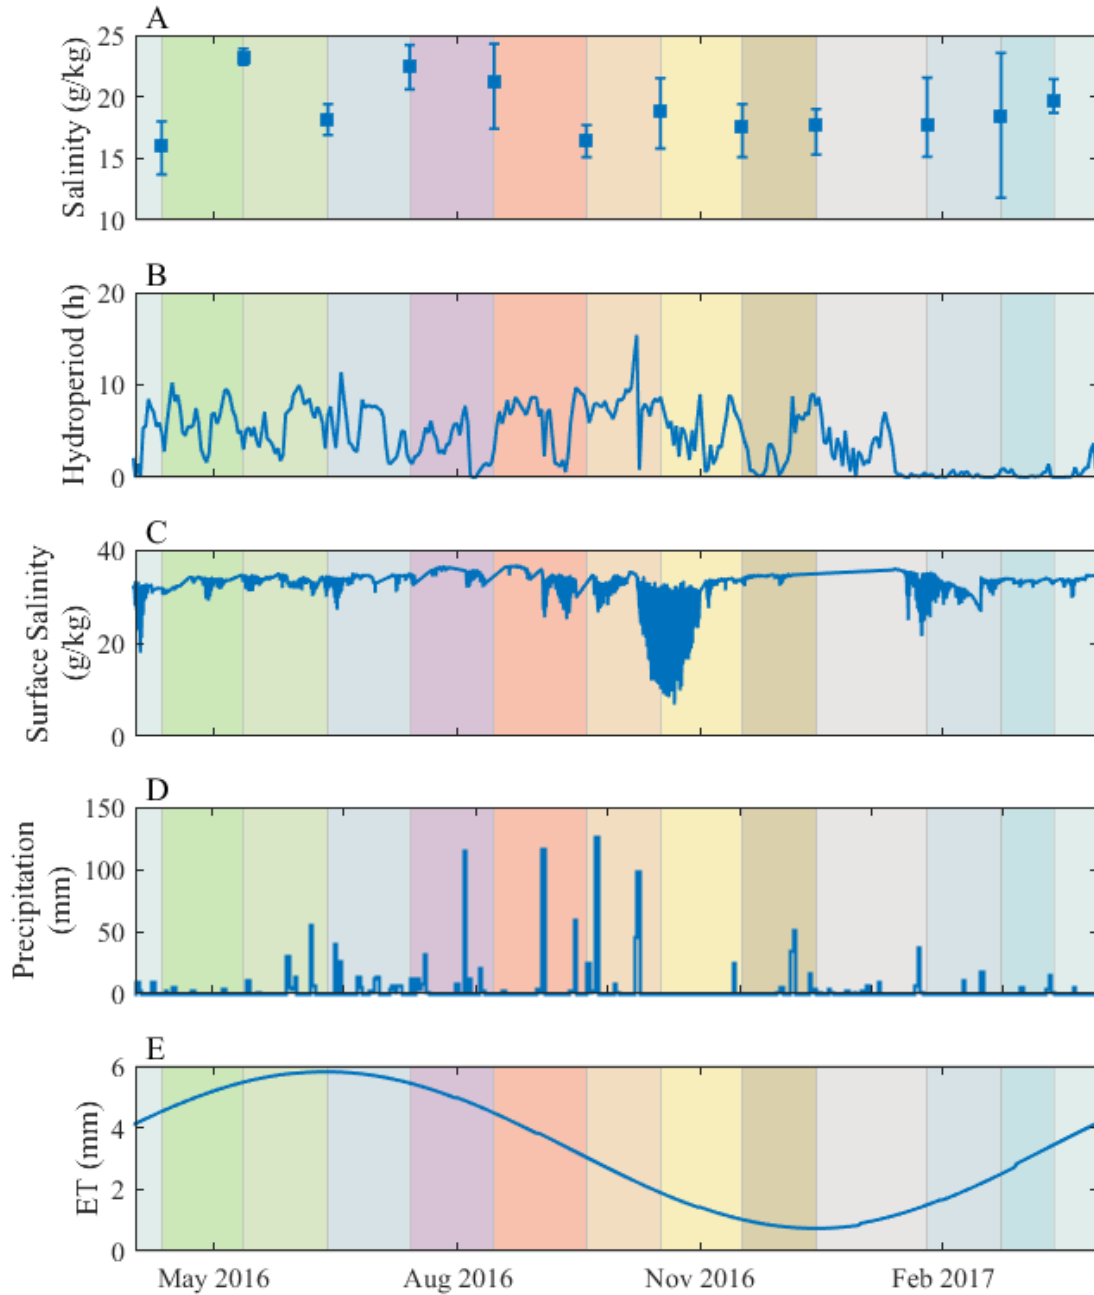 A
Salinity (g/kg)
25
20
15
10
B
Hydroperiod (h)
20
10
0
C
Surface Salinity
(g/kg)
40
20
0
D
Precipitation
(mm)
150
100
50
0
E
ET (mm)
6
4
2
0
May 2016
Aug 2016
Nov 2016
Feb 2017